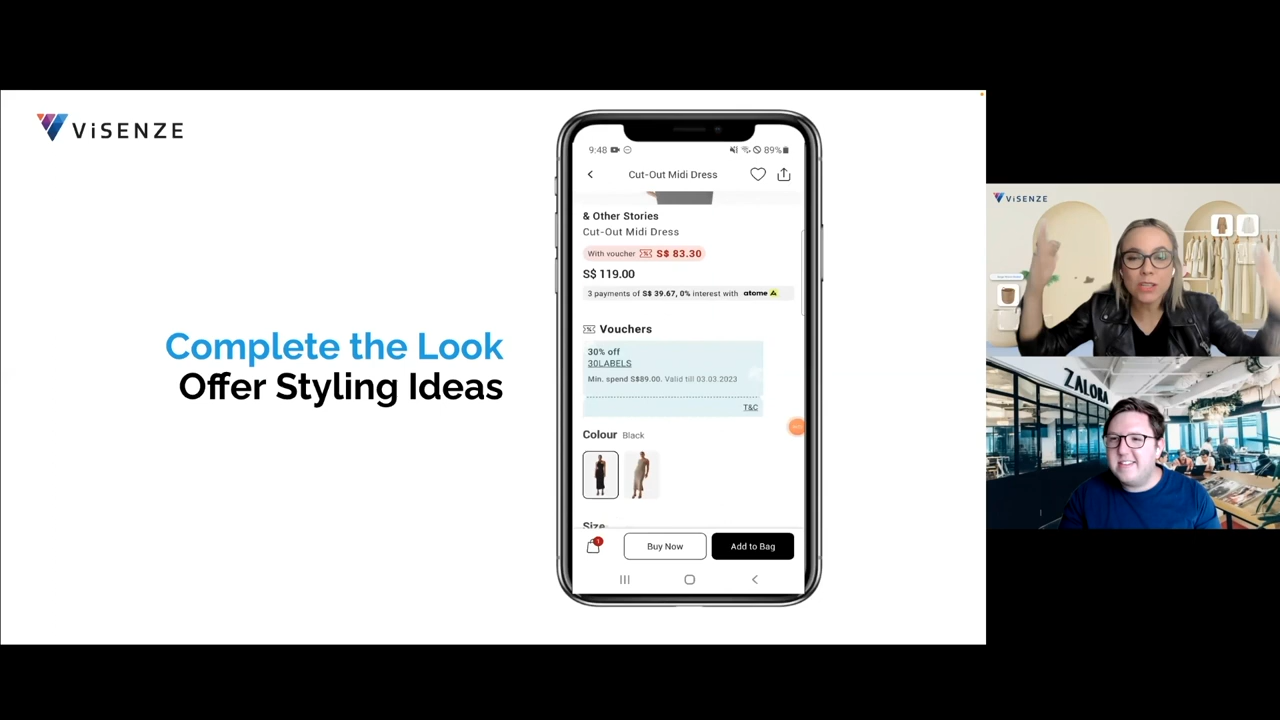 ViSENZE
Complete the Look
Offer Styling Ideas
9:48
89%
Cut-Out Midi Dress
& Other Stories
Cut-Out Midi Dress
With voucher S$ 83.30
S$ 119.00
3 payments of S$ 39.67, 0% interest with atome
Vouchers
30% off
30LABELS
Min. spend S$89.00. Valid till 03.03.2023
T&C
Colour Black
Size
1
Buy Now
Add to Bag
ViSENZE
ZALORA